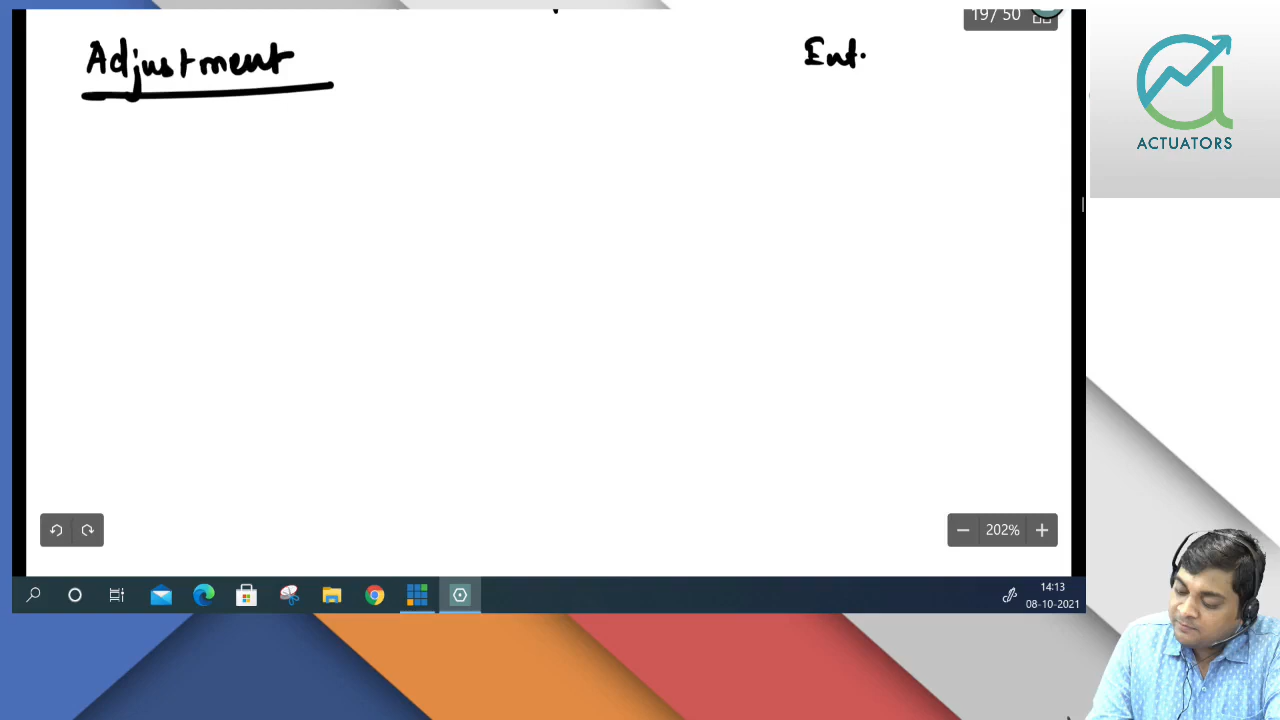 19/ 50
Adjustment
Ent.
ACTUATORS
202%
14:13
08-10-2021